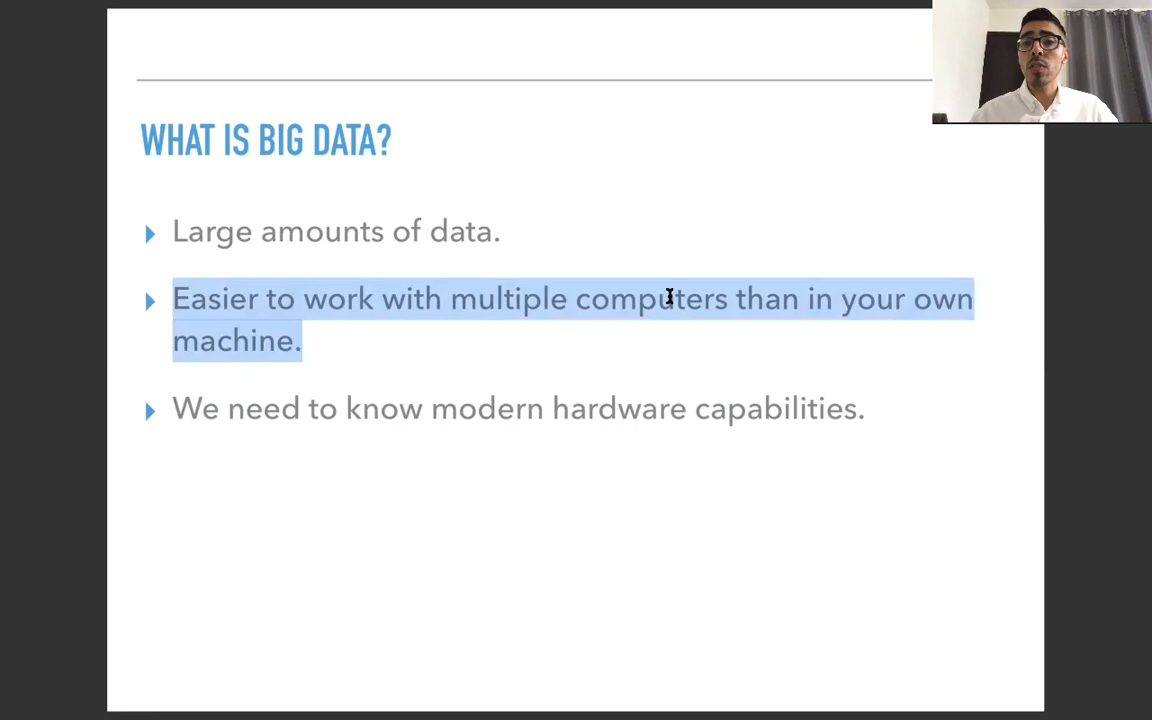 WHAT IS BIG DATA?
Large amounts of data.
Easier to work with multiple computers than in your own
machine.
We need to know modern hardware capabilities.